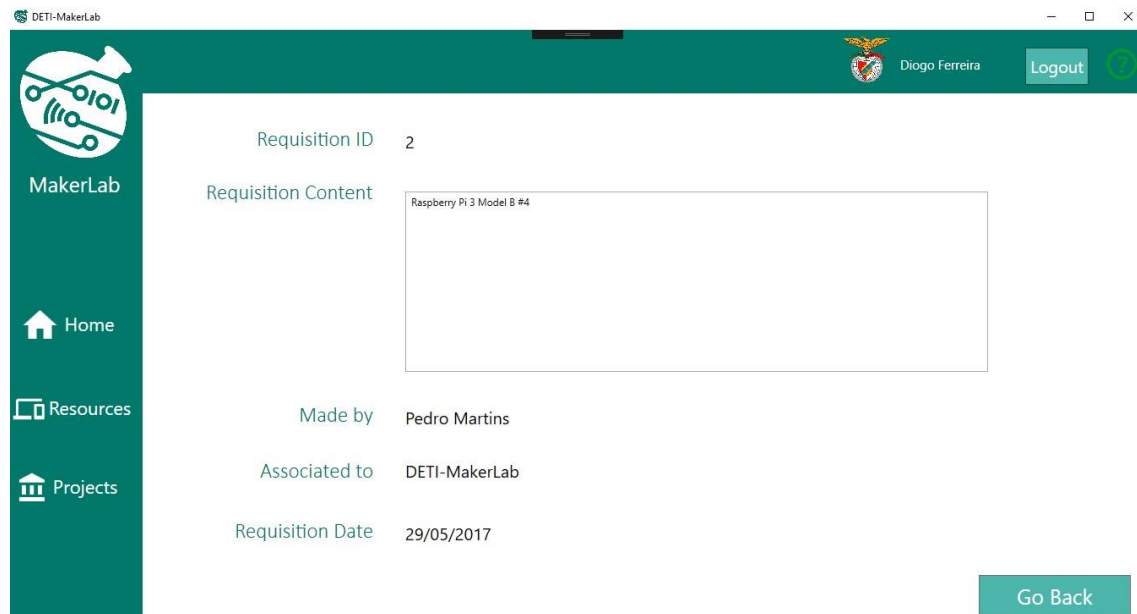 DETI-MakerLab
Diogo Ferreira
Logout
?
MakerLab
Home
Resources
Projects
Requisition ID 2
Requisition Content
Raspberry Pi 3 Model B #4
Made by Pedro Martins
Associated to DETI-MakerLab
Requisition Date 29/05/2017
Go Back